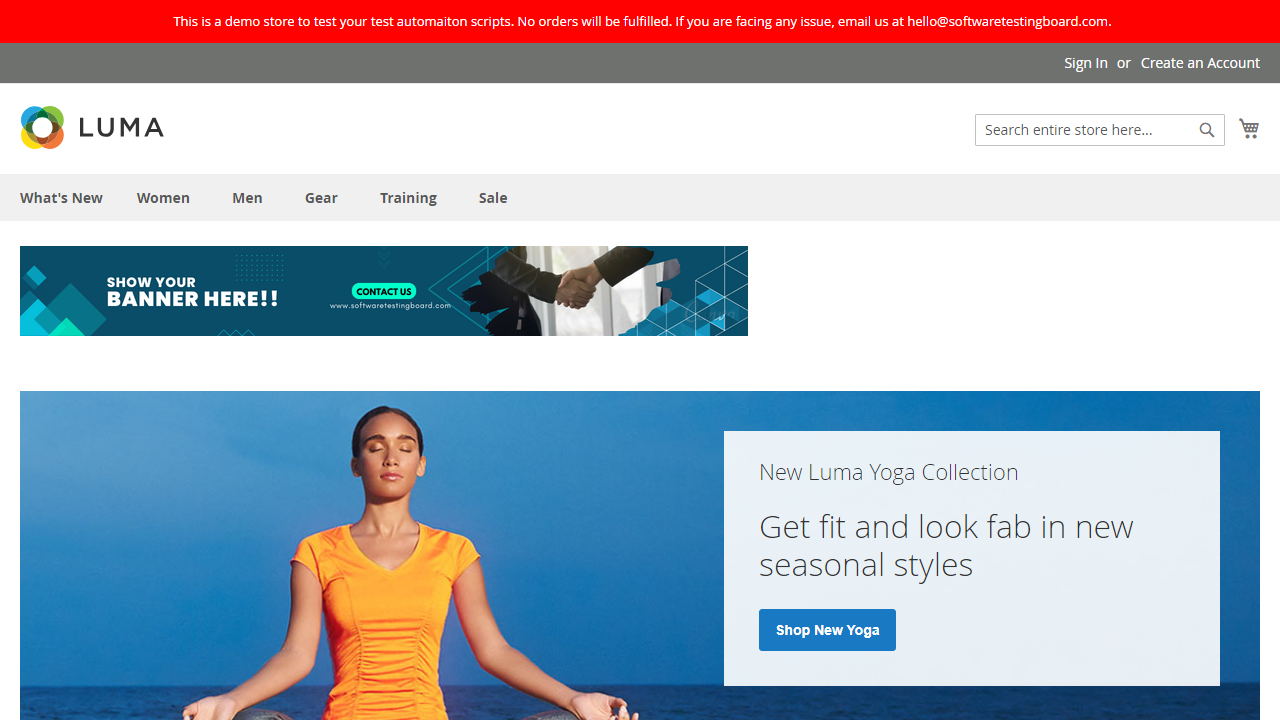 This is a demo store to test your test automaiton scripts. No orders will be fulfilled. If you are facing any issue, email us at hello@softwaretestingboard.com.
Sign In or Create an Account
LUMA
Search entire store here...
What's New Women Men Gear Training Sale
SHOW YOUR
BANNER HERE!!
CONTACT US
www.softwaretestingboard.com
New Luma Yoga Collection
Get fit and look fab in new
seasonal styles
Shop New Yoga